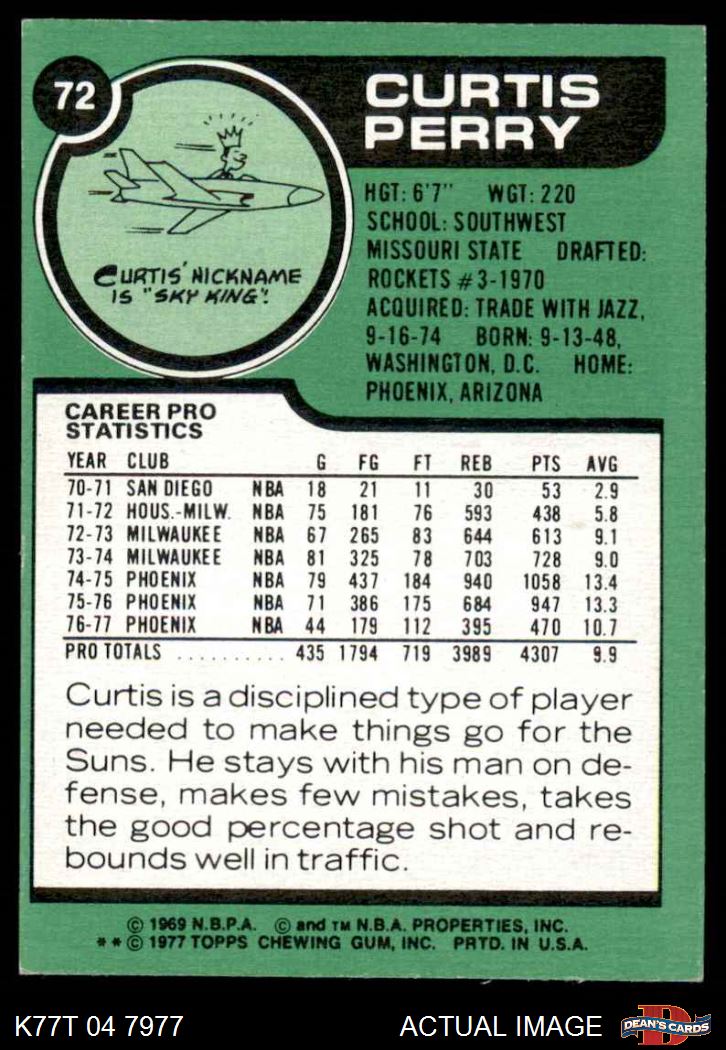 72
CURTIS
PERRY
CURTIS' NICKNAME
IS "SKY KING".
HGT: 6'7" WGT: 220
SCHOOL: SOUTHWEST
MISSOURI STATE DRAFTED:
ROCKETS #3-1970
ACQUIRED: TRADE WITH JAZZ,
9-16-74 BORN: 9-13-48,
WASHINGTON, D.C. HOME:
PHOENIX, ARIZONA
CAREER PRO
STATISTICS
YEAR CLUB G FG FT REB PTS AVG
70-71 SAN DIEGO NBA 18 21 11 30 53 2.9
71-72 HOUS.-MILW. NBA 75 181 76 593 438 5.8
72-73 MILWAUKEE NBA 67 265 83 644 613 9.1
73-74 MILWAUKEE NBA 81 325 78 703 728 9.0
74-75 PHOENIX NBA 79 437 184 940 1058 13.4
75-76 PHOENIX NBA 71 386 175 684 947 13.3
76-77 PHOENIX NBA 44 179 112 395 470 10.7
PRO TOTALS .......... 435 1794 719 3989 4307 9.9
Curtis is a disciplined type of player
needed to make things go for the
Suns. He stays with his man on de-
fense, makes few mistakes, takes
the good percentage shot and re-
bounds well in traffic.
© 1969 N.B.P.A. © and TM N.B.A. PROPERTIES, INC.
* * © 1977 TOPPS CHEWING GUM, INC. PRTD. IN U.S.A.
K77T 04 7977 ACTUAL IMAGE D DEAN'S CARDS